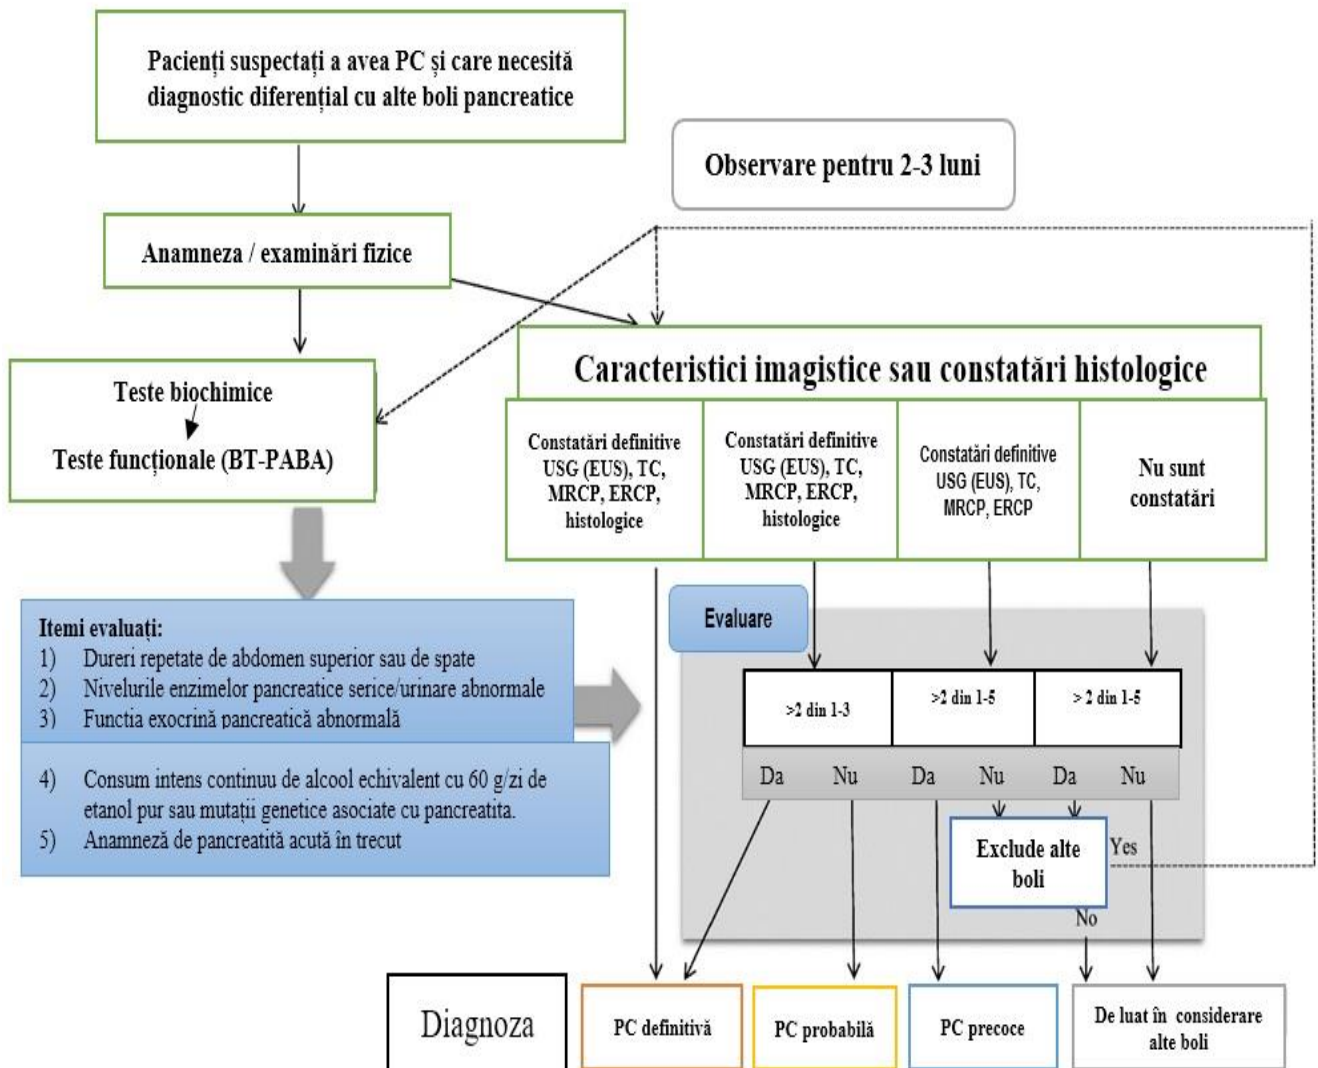 Pacienți suspectați a avea PC și care necesită
diagnostic diferențial cu alte boli pancreatice
Observare pentru 2-3 luni
Anamneza / examinări fizice
Caracteristici imagistice sau constatări histologice
Teste biochimice
Teste funcționale (BT-PABA)
Constatări definitive
USG (EUS), TC,
MRCP, ERCP,
histologice
Constatări definitive
USG (EUS), TC,
MRCP, ERCP,
histologice
Constatări definitive
USG (EUS), TC,
MRCP, ERCP
Nu sunt
constatări
Itemi evaluați:
1) Dureri repetate de abdomen superior sau de spate
2) Nivelurile enzimelor pancreatice serice/urinare abnormale
3) Functia exocrină pancreatică abnormală
4) Consum intens continuu de alcool echivalent cu 60 g/zi de
etanol pur sau mutații genetice asociate cu pancreatita.
5) Anamneză de pancreatită acută în trecut
Evaluare
>2 din 1-3
>2 din 1-5
> 2 din 1-5
Da Nu Da Nu Da Nu
Exclude alte
boli
Yes
No
Diagnoza
PC definitivă
PC probabilă
PC precoce
De luat în considerare
alte boli